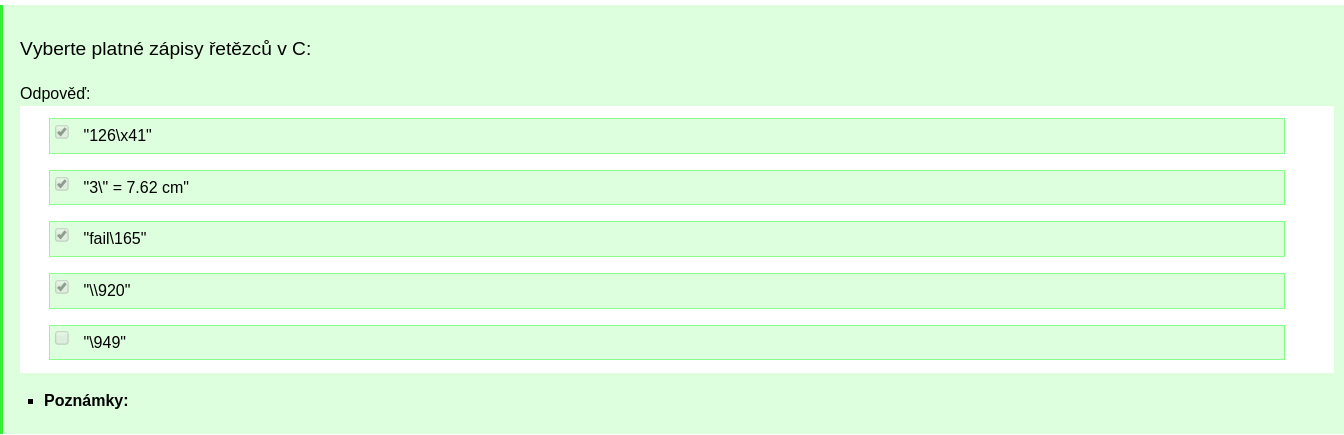 Vyberte platné zápisy řetězců v C:
Odpověď:
"126\x41"
"3\" = 7.62 cm"
"fail\165"
"\\920"
"\949"
Poznámky: